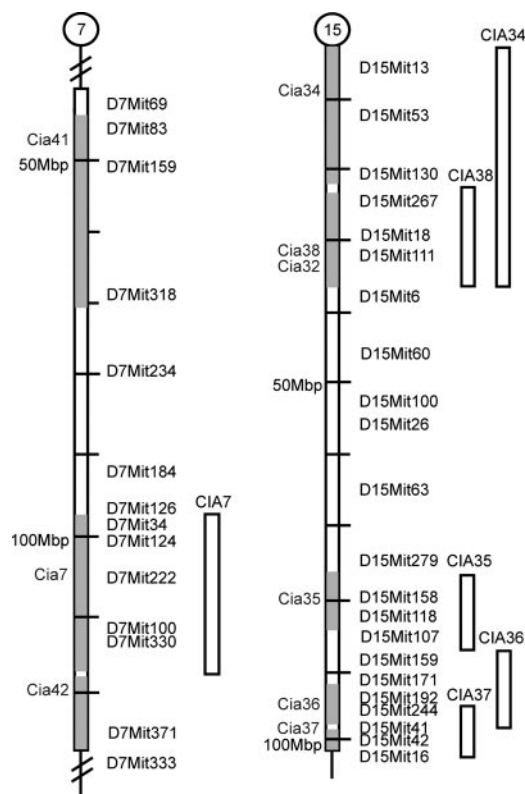 7
D7Mit69
D7Mit83
Cia41
50Mbp
D7Mit159
D7Mit318
D7Mit234
D7Mit184
D7Mit126
CIA7
D7Mit34
100Mbp
D7Mit124
Cia7
D7Mit222
D7Mit100
D7Mit330
Cia42
D7Mit371
D7Mit333
15
CIA34
D15Mit13
Cia34
D15Mit53
D15Mit130
CIA38
D15Mit267
D15Mit18
Cia38
D15Mit111
Cia32
D15Mit6
D15Mit60
50Mbp
D15Mit100
D15Mit26
D15Mit63
D15Mit279
CIA35
Cia35
D15Mit158
D15Mit118
D15Mit107
CIA36
D15Mit159
D15Mit171
CIA37
D15Mit192
Cia36
D15Mit244
Cia37
D15Mit41
100Mbp
D15Mit42
D15Mit16